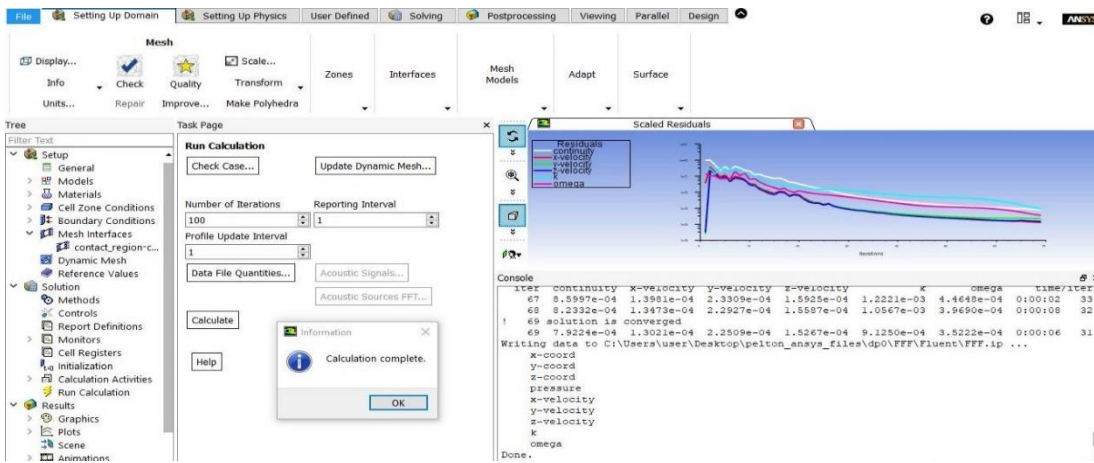 File Setting Up Domain Setting Up Physics User Defined Solving Postprocessing Viewing Parallel Design
ANSYS
Mesh
Display...
Info
Units...
Check
Repair
Quality
Improve...
Scale...
Transform
Make Polyhedra
Zones
Interfaces
Mesh
Models
Adapt
Surface
Tree
Filter Text
Setup
General
Models
Materials
Cell Zone Conditions
Boundary Conditions
Mesh Interfaces
contact_region-c...
Dynamic Mesh
Reference Values
Solution
Methods
Controls
Report Definitions
Monitors
Cell Registers
Initialization
Calculation Activities
Run Calculation
Results
Graphics
Plots
Scene
Animations
Task Page
Run Calculation
Check Case... Update Dynamic Mesh...
Number of Iterations Reporting Interval
100 1
Profile Update Interval
1
Data File Quantities... Acoustic Signals...
Acoustic Sources FFT...
Calculate
Help
Information
Calculation complete.
OK
Scaled Residuals
Residuals
continuity
x-velocity
y-velocity
z-velocity
k
omega
Iterations
Console
iter continuity x-velocity y-velocity z-velocity k omega time/iter
67 8.5997e-04 1.3981e-04 2.3309e-04 1.5925e-04 1.2221e-03 4.4648e-04 0:00:02 33
68 8.2332e-04 1.3473e-04 2.2927e-04 1.5587e-04 1.0567e-03 3.9690e-04 0:00:08 32
! 69 solution is converged
69 7.9224e-04 1.3021e-04 2.2509e-04 1.5267e-04 9.1250e-04 3.5222e-04 0:00:06 31
Writing data to C:\Users\user\Desktop\pelton_ansys_files\dp0\FFF\Fluent\FFF.ip ...
x-coord
y-coord
z-coord
pressure
x-velocity
y-velocity
z-velocity
k
omega
Done.